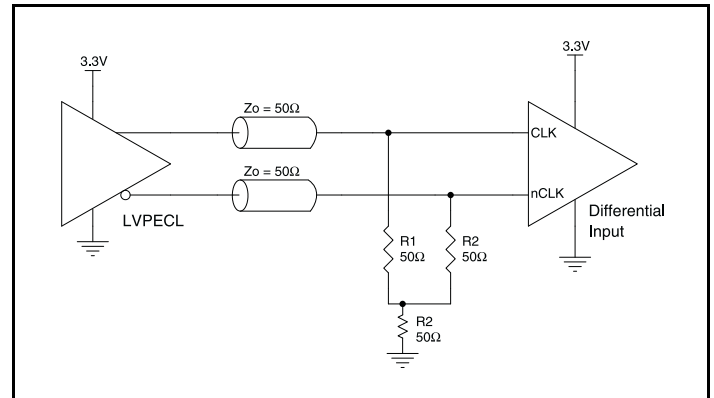 3.3V
3.3V
Zo = 50Ω
CLK
Zo = 50Ω
nCLK
LVPECL
Differential
Input
R1
50Ω
R2
50Ω
R2
50Ω